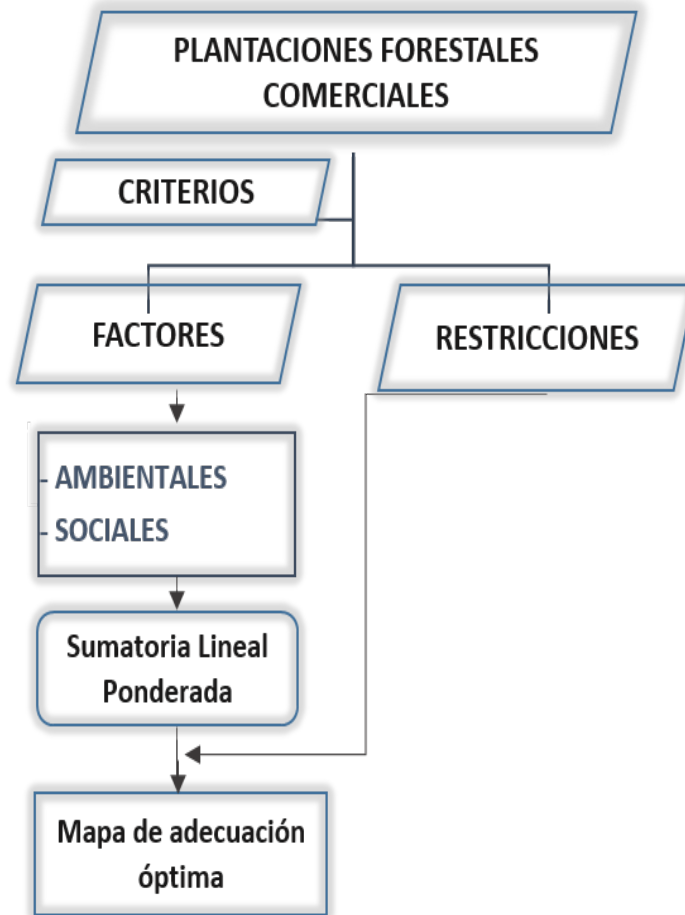 PLANTACIONES FORESTALES
COMERCIALES
CRITERIOS
FACTORES
RESTRICCIONES
- AMBIENTALES
- SOCIALES
Sumatoria Lineal
Ponderada
Mapa de adecuación
óptima